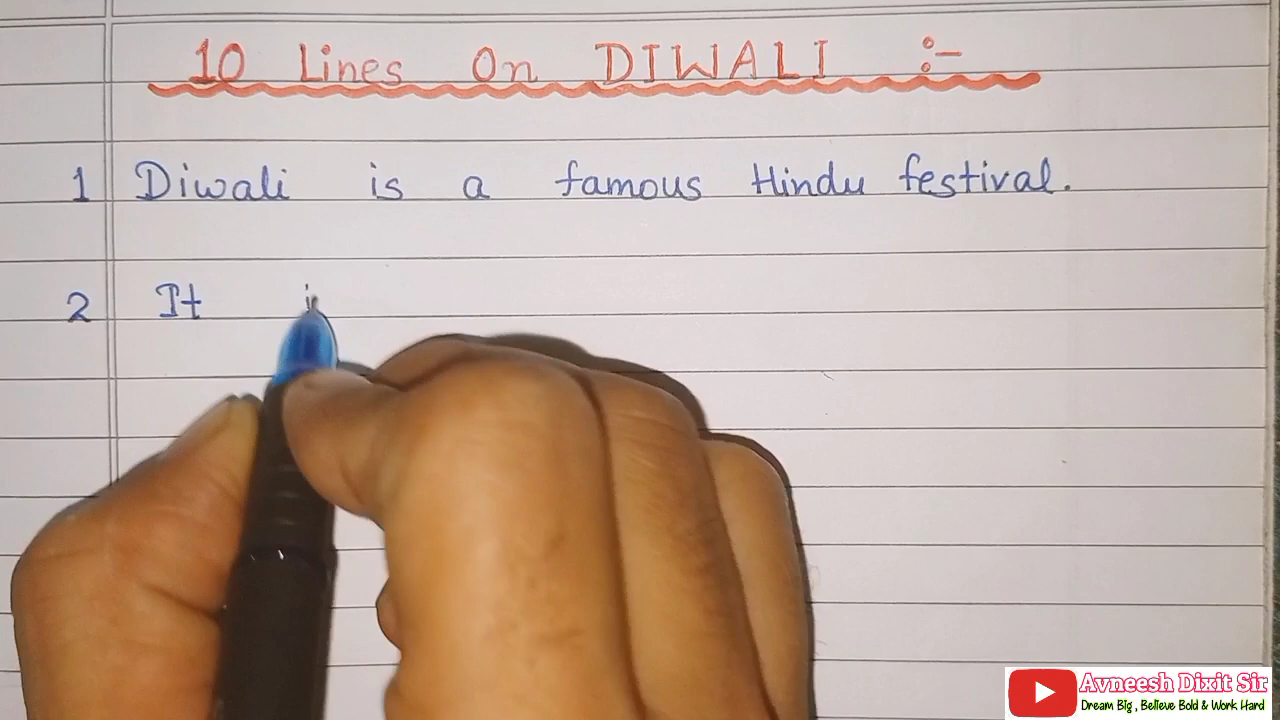 10 Lines On DIWALI :-
1 Diwali is a famous Hindu festival.
2 It i
Avneesh Dixit Sir
Dream Big , Believe Bold & Work Hard